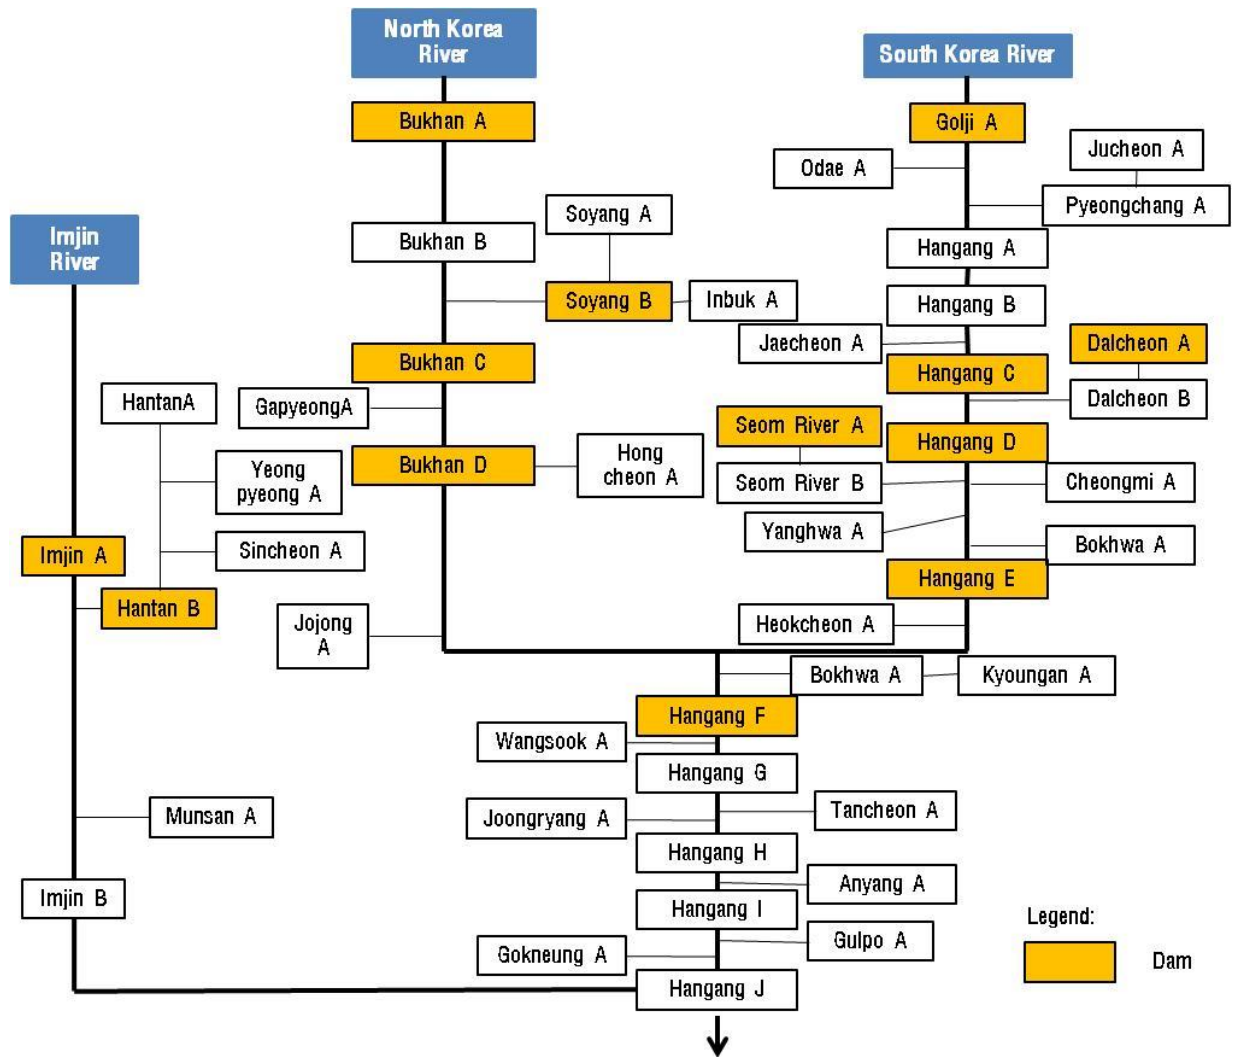 North Korea
River
South Korea River
Bukhan A
Golji A
Jucheon A
Odae A
Pyeongchang A
Soyang A
Imjin
River
Bukhan B
Hangang A
Soyang B
Inbuk A
Hangang B
Jaecheon A
Dalcheon A
Bukhan C
Hangang C
HantanA
GapyeongA
Dalcheon B
Seom River A
Hangang D
Yeong
pyeong A
Bukhan D
Hong
cheon A
Seom River B
Cheongmi A
Yanghwa A
Imjin A
Sincheon A
Bokhwa A
Hangang E
Hantan B
Jojong
A
Heokcheon A
Bokhwa A
Kyoungan A
Hangang F
Wangsook A
Hangang G
Munsan A
Joongryang A
Tancheon A
Hangang H
Imjin B
Anyang A
Hangang I
Legend:
Gokneung A
Gulpo A
Dam
Hangang J